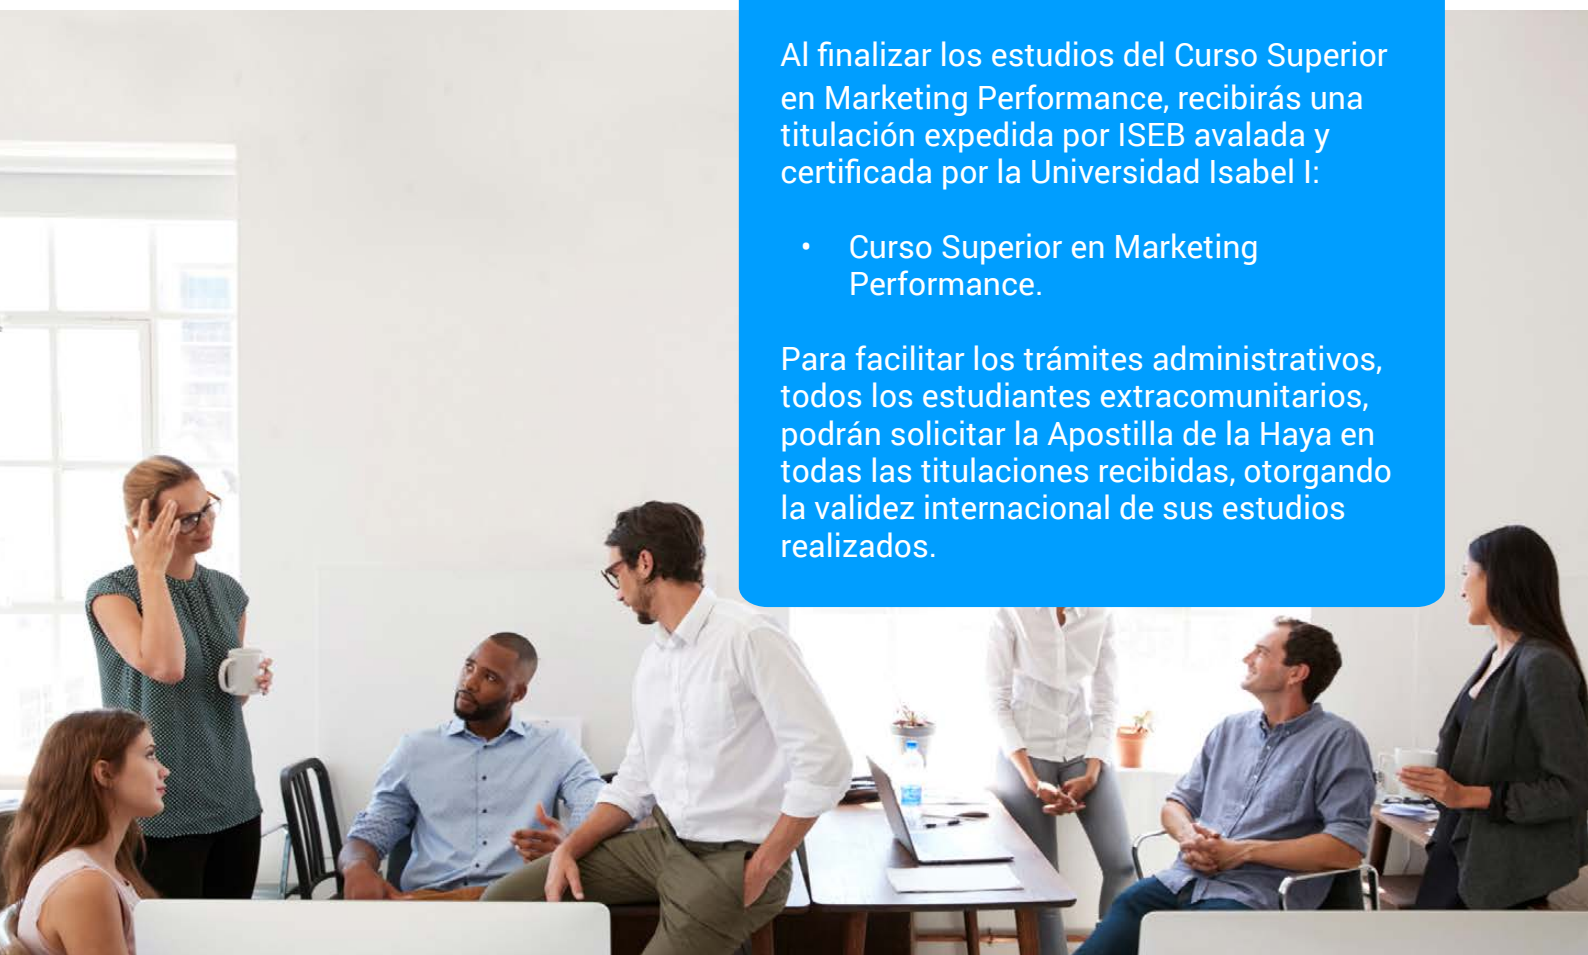 Al finalizar los estudios del Curso Superior
en Marketing Performance, recibirás una
titulación expedida por ISEB avalada y
certificada por la Universidad Isabel I:
• Curso Superior en Marketing
Performance.
Para facilitar los trámites administrativos,
todos los estudiantes extracomunitarios,
podrán solicitar la Apostilla de la Haya en
todas las titulaciones recibidas, otorgando
la validez internacional de sus estudios
realizados.